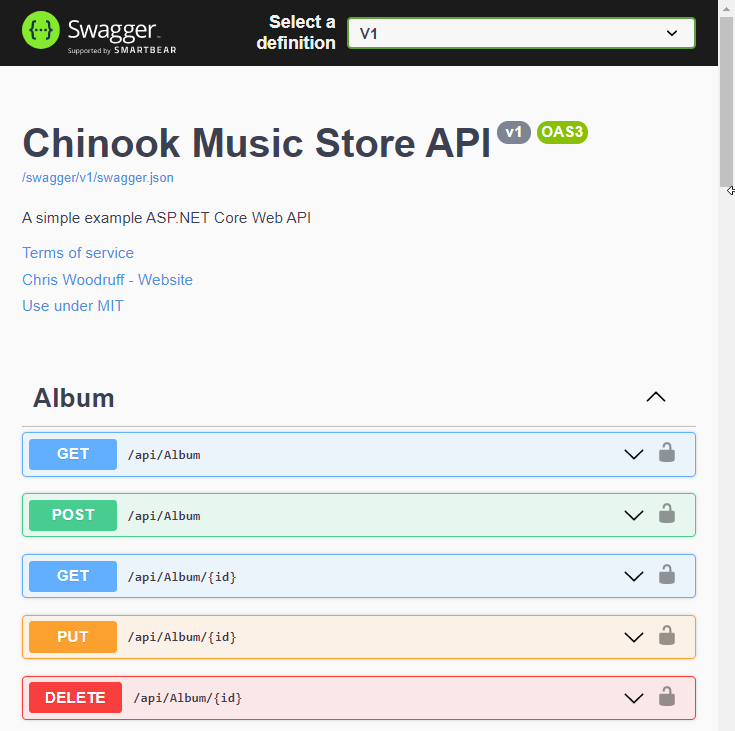 Swagger
Supported by SMARTBEAR
Select a
definition
V1
Chinook Music Store API v1 OAS3
/swagger/v1/swagger.json
A simple example ASP.NET Core Web API
Terms of service
Chris Woodruff - Website
Use under MIT
Album
GET /api/Album
POST /api/Album
GET /api/Album/{id}
PUT /api/Album/{id}
DELETE /api/Album/{id}